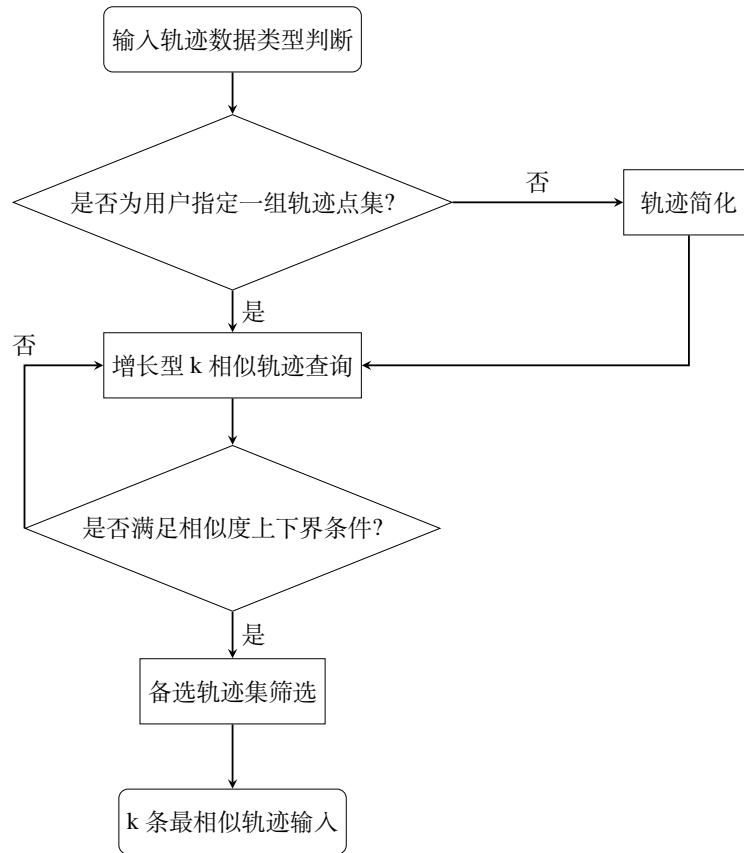 输入轨迹数据类型判断
是否为用户指定一组轨迹点集?
否
轨迹简化
是
否
增长型 k 相似轨迹查询
是否满足相似度上下界条件?
是
备选轨迹集筛选
k 条最相似轨迹输入